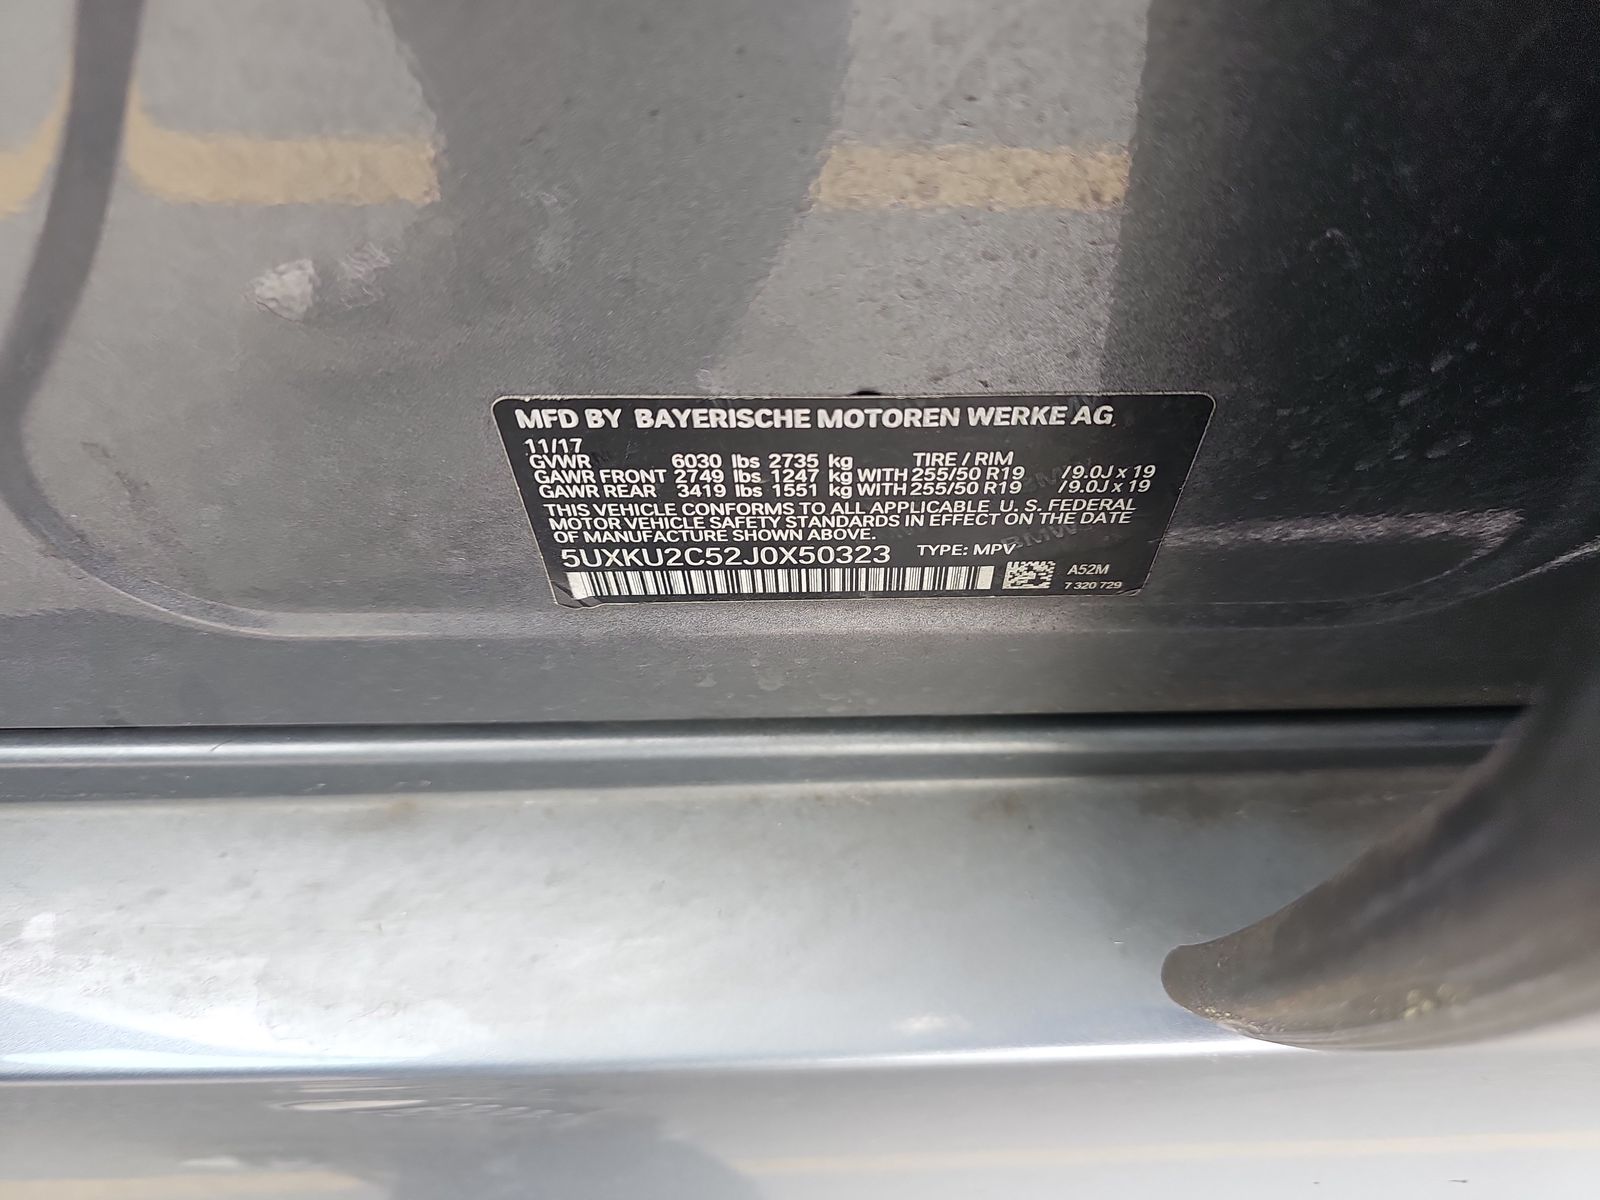 MFD BY BAYERISCHE MOTOREN WERKE AG
11/17
GVWR 6030 lbs 2735 kg TIRE / RIM
GAWR FRONT 2749 lbs 1247 kg WITH 255/50 R19 /9.0J x 19
GAWR REAR 3419 lbs 1551 kg WITH 255/50 R19 /9.0J x 19
THIS VEHICLE CONFORMS TO ALL APPLICABLE U. S. FEDERAL
MOTOR VEHICLE SAFETY STANDARDS IN EFFECT ON THE DATE
OF MANUFACTURE SHOWN ABOVE.
5UXKU2C52J0X50323 TYPE: MPV
A52M
7 320 729